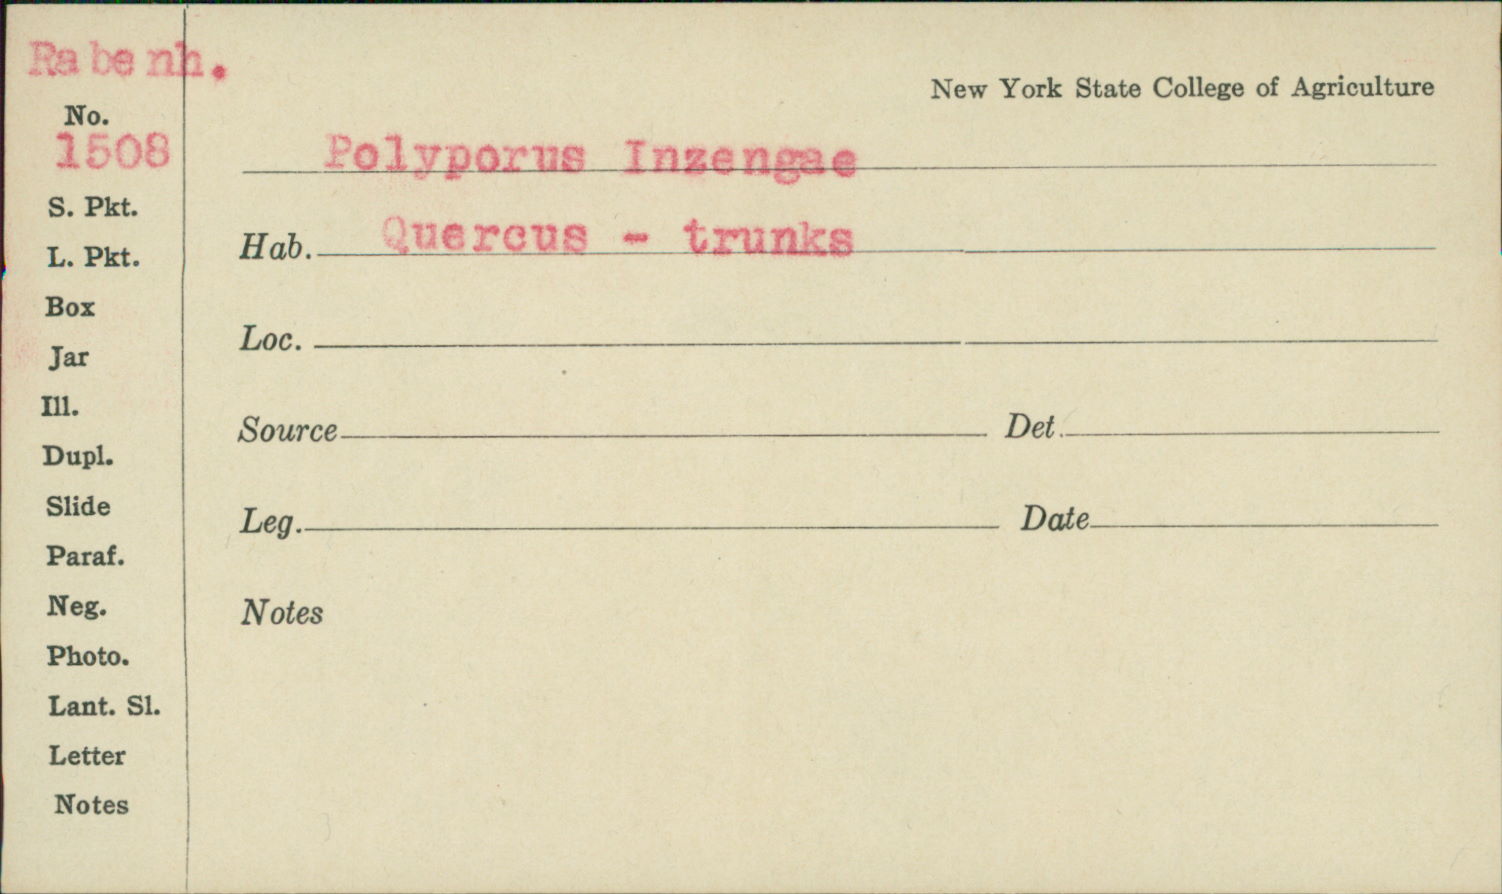 Rabenh.
New York State College of Agriculture
No.
1508
Polyporus Inzengae
S. Pkt.
Hab. Quercus - trunks
L. Pkt.
Box
Loc.
Jar
Ill.
Source Det.
Dupl.
Slide
Leg. Date
Paraf.
Neg.
Notes
Photo.
Lant. Sl.
Letter
Notes